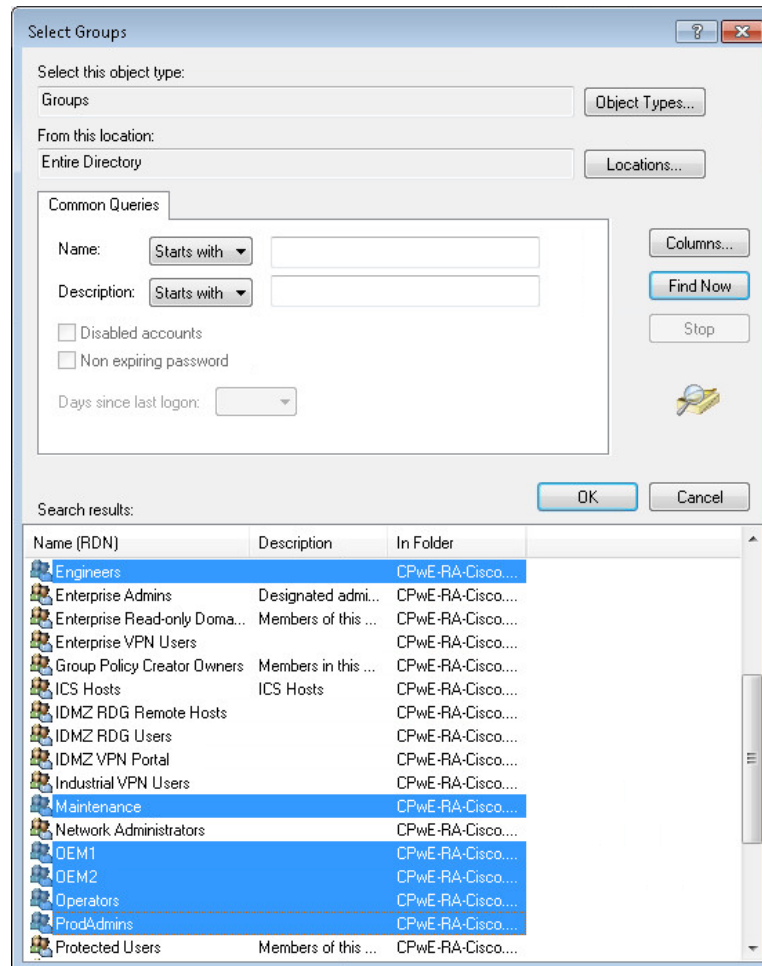 Select Groups
Select this object type:
Groups
Object Types...
From this location:
Entire Directory
Locations...
Common Queries
Name: Starts with
Description: Starts with
Disabled accounts
Non expiring password
Days since last logon:
Columns...
Find Now
Stop
OK Cancel
Search results:
Name (RDN) Description In Folder
Engineers CPwE-RA-Cisco....
Enterprise Admins Designated admi... CPwE-RA-Cisco....
Enterprise Read-only Doma... Members of this ... CPwE-RA-Cisco....
Enterprise VPN Users CPwE-RA-Cisco....
Group Policy Creator Owners Members in this ... CPwE-RA-Cisco....
ICS Hosts ICS Hosts CPwE-RA-Cisco....
IDMZ RDG Remote Hosts CPwE-RA-Cisco....
IDMZ RDG Users CPwE-RA-Cisco....
IDMZ VPN Portal CPwE-RA-Cisco....
Industrial VPN Users CPwE-RA-Cisco....
Maintenance CPwE-RA-Cisco....
Network Administrators CPwE-RA-Cisco....
OEM1 CPwE-RA-Cisco....
OEM2 CPwE-RA-Cisco....
Operators CPwE-RA-Cisco....
ProdAdmins CPwE-RA-Cisco....
Protected Users Members of this ... CPwE-RA-Cisco....